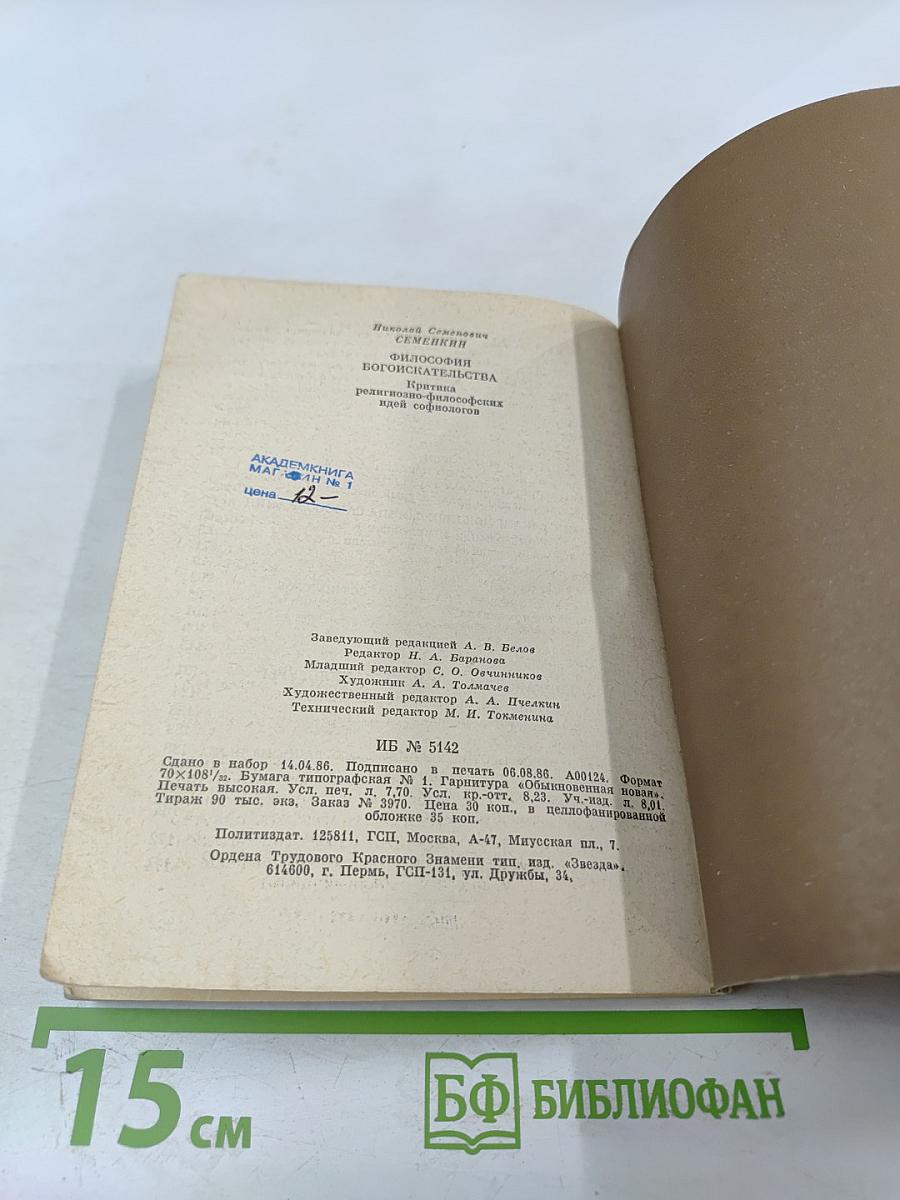 Николай Семенович
СЕМЕНКИН
ФИЛОСОФИЯ
БОГОИСКАТЕЛЬСТВА
Критика
религиозно-философских
идей софиологов
АКАДЕМКНИГА
МАГАЗИН № 1
цена 12-
Заведующий редакцией А. В. Белов
Редактор Н. А. Баранова
Младший редактор С. О. Овчинников
Художник А. А. Толмачев
Художественный редактор А. А. Пчелкин
Технический редактор М. И. Токменина
ИБ № 5142
Сдано в набор 14.04.86. Подписано в печать 06.08.86. А00124. Формат
70×108¹/₃₂. Бумага типографская № 1. Гарнитура «Обыкновенная новая».
Печать высокая. Усл. печ. л. 7,70. Усл. кр.-отт. 8,23. Уч.-изд. л. 8,01.
Тираж 90 тыс. экз. Заказ № 3970. Цена 30 коп., в целлофанированной
обложке 35 коп.
Политиздат. 125811, ГСП, Москва, А-47, Миусская пл., 7.
Ордена Трудового Красного Знамени тип. изд. «Звезда».
614600, г. Пермь, ГСП-131, ул. Дружбы, 34.
15 см
БФ БИБЛИОФАН